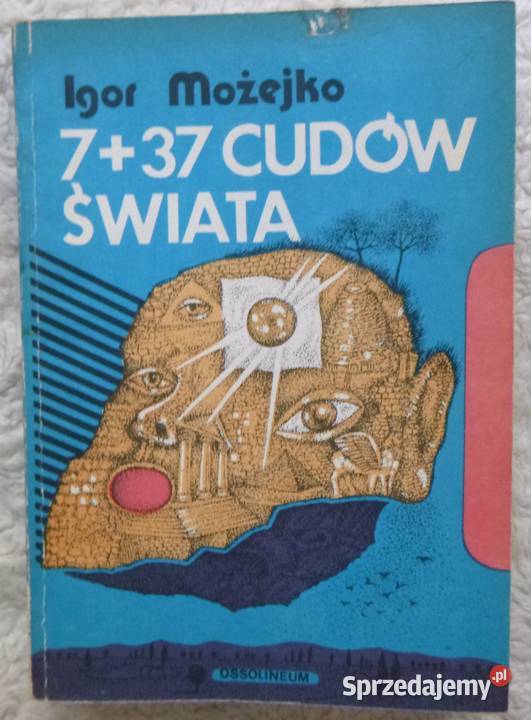 Igor Możejko
7+37 CUDÓW
ŚWIATA
OSSOLINEUM
Sprzedajemy.pl